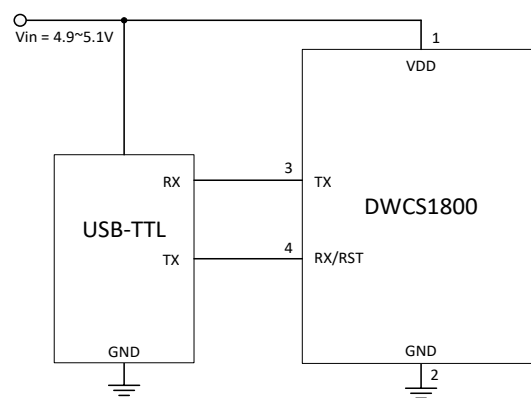 1
Vin = 4.9~5.1V
VDD
RX
3
TX
USB-TTL
DWCS1800
TX
4
RX/RST
GND
GND
2